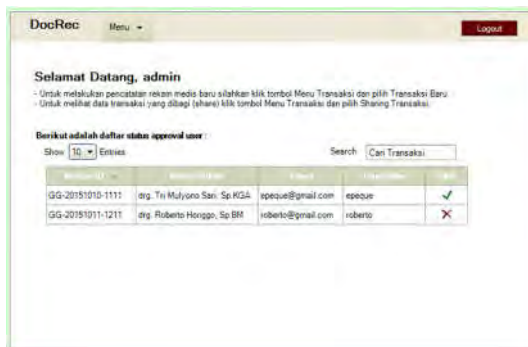 DocRec Menu Logout
Selamat Datang, admin
- Untuk melakukan pencatatan rekam medis baru silahkan klik tombol Menu Transaksi dan pilih Transaksi Baru.
- Untuk melihat data transaksi yang dibagi (share) klik tombol Menu Transaksi dan pilih Sharing Transaksi.
Berikut adalah daftar status approval user :
Show 10 Entries Search Cari Transaksi
GG-20151010-1111 drg. Tri Mulyono Sari, Sp.KGA epeque@gmail.com epeque
GG-20151011-1211 drg. Roberto Honggo, Sp.BM roberto@gmail.com roberto